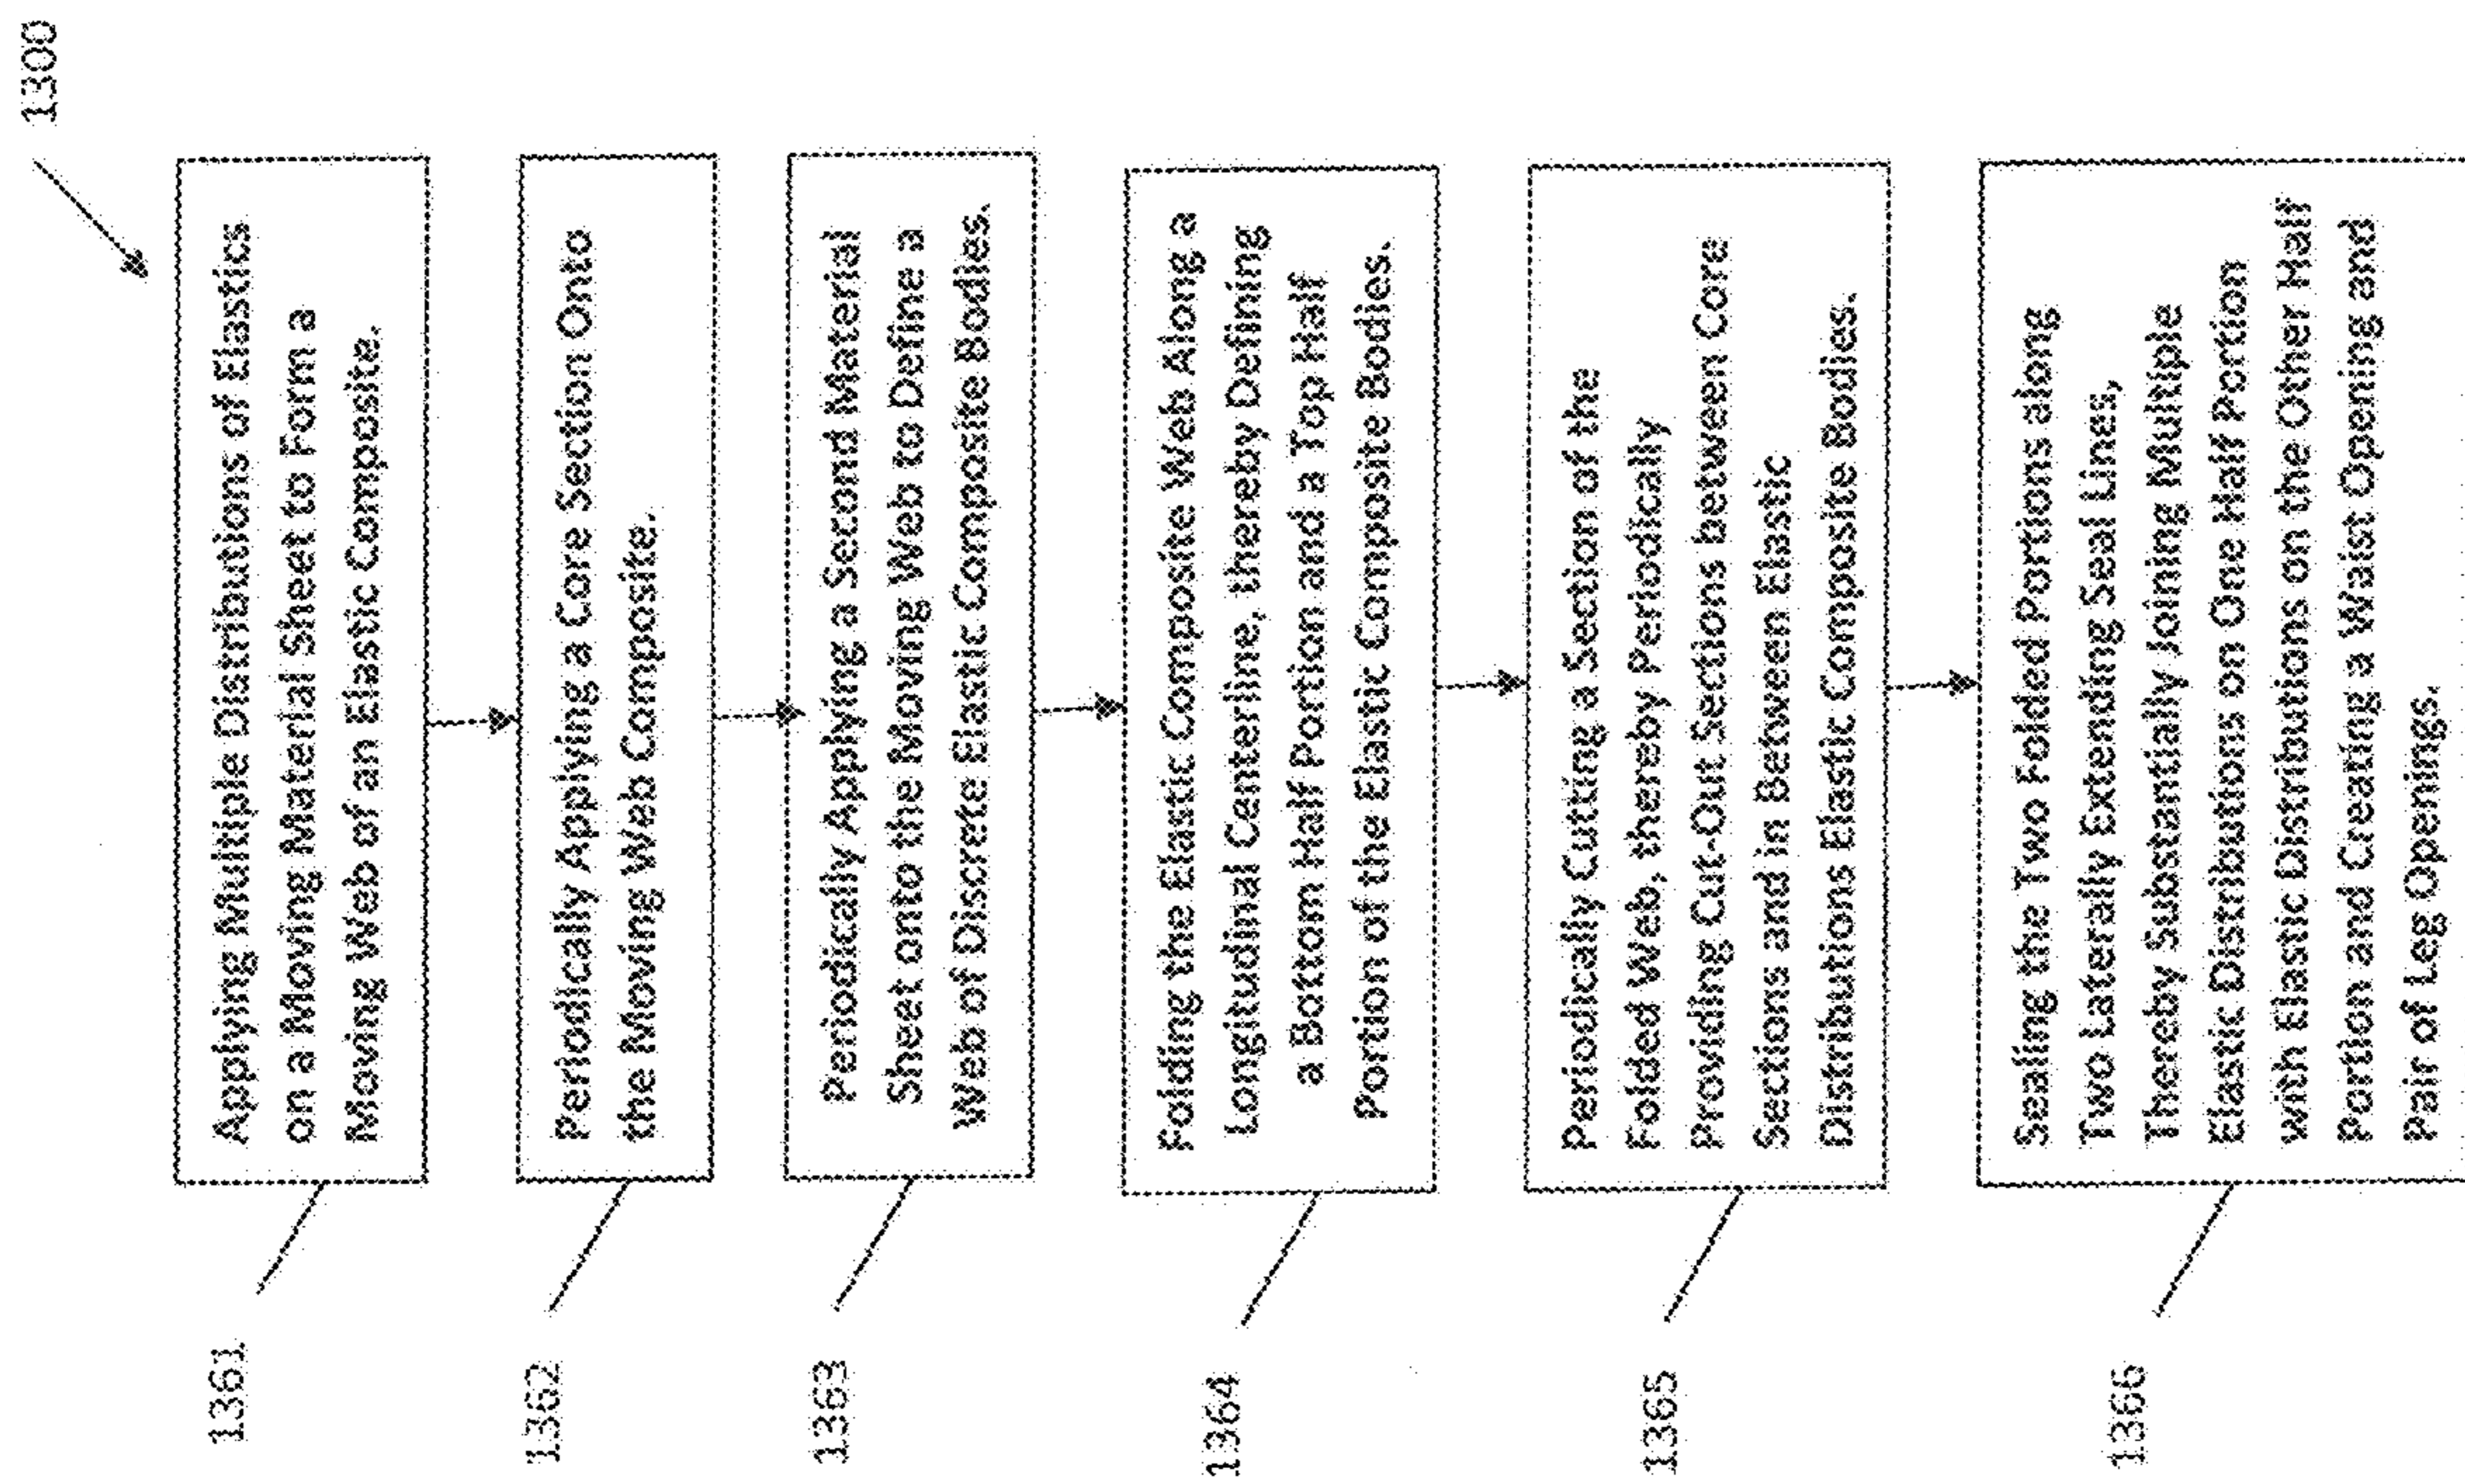 1300
1361
Applying Multiple Distributions of Elastics
on a Moving Material Sheet to Form a
Moving Web of an Elastic Composite.
1362
Periodically Applying a Core Section Onto
the Moving Web Composite.
1363
Periodically Applying a Second Material
Sheet onto the Moving Web to Define a
Web of Discrete Elastic Composite Bodies.
1364
Folding the Elastic Composite Web Along a
Longitudinal Centerline, thereby Defining
a Bottom Half Portion and a Top Half
Portion of the Elastic Composite Bodies.
1365
Periodically Cutting a Section of the
Folded Web, thereby Periodically
Providing Cut-Out Sections between Core
Sections and in Between Elastic
Distributions Elastic Composite Bodies.
1366
Sealing the Two Folded Portions along
Two Laterally Extending Seal Lines,
Thereby Substantially Joining Multiple
Elastic Distributions on One Half Portion
with Elastic Distributions on the Other Half
Portion and Creating a Waist Opening and
Pair of Leg Openings.